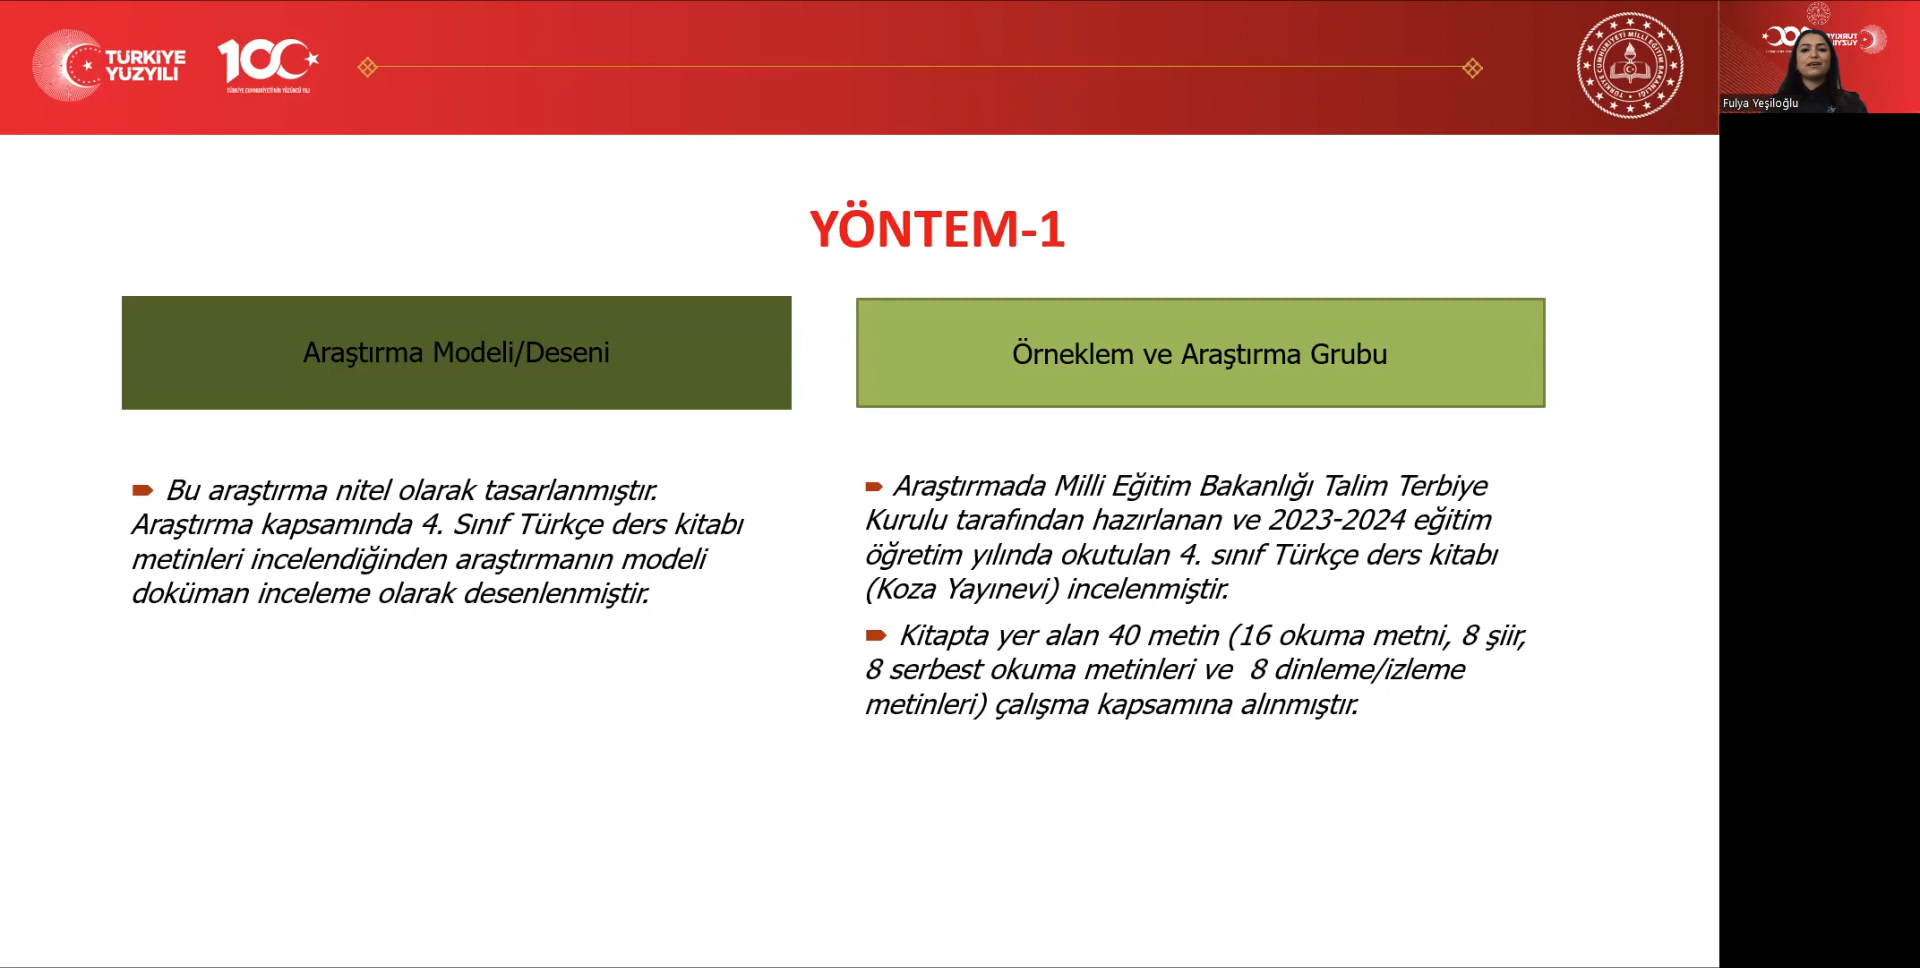 TÜRKİYE
YÜZYILI
100
TÜRKİYE CUMHURİYETİ'NİN YÜZÜNCÜ YILI
Fulya Yeşiloğlu
YÖNTEM-1
Araştırma Modeli/Deseni
Bu araştırma nitel olarak tasarlanmıştır.
Araştırma kapsamında 4. Sınıf Türkçe ders kitabı
metinleri incelendiğinden araştırmanın modeli
doküman inceleme olarak desenlenmiştir.
Örneklem ve Araştırma Grubu
Araştırmada Milli Eğitim Bakanlığı Talim Terbiye
Kurulu tarafından hazırlanan ve 2023-2024 eğitim
öğretim yılında okutulan 4. sınıf Türkçe ders kitabı
(Koza Yayınevi) incelenmiştir.
Kitapta yer alan 40 metin (16 okuma metni, 8 şiir,
8 serbest okuma metinleri ve 8 dinleme/izleme
metinleri) çalışma kapsamına alınmıştır.